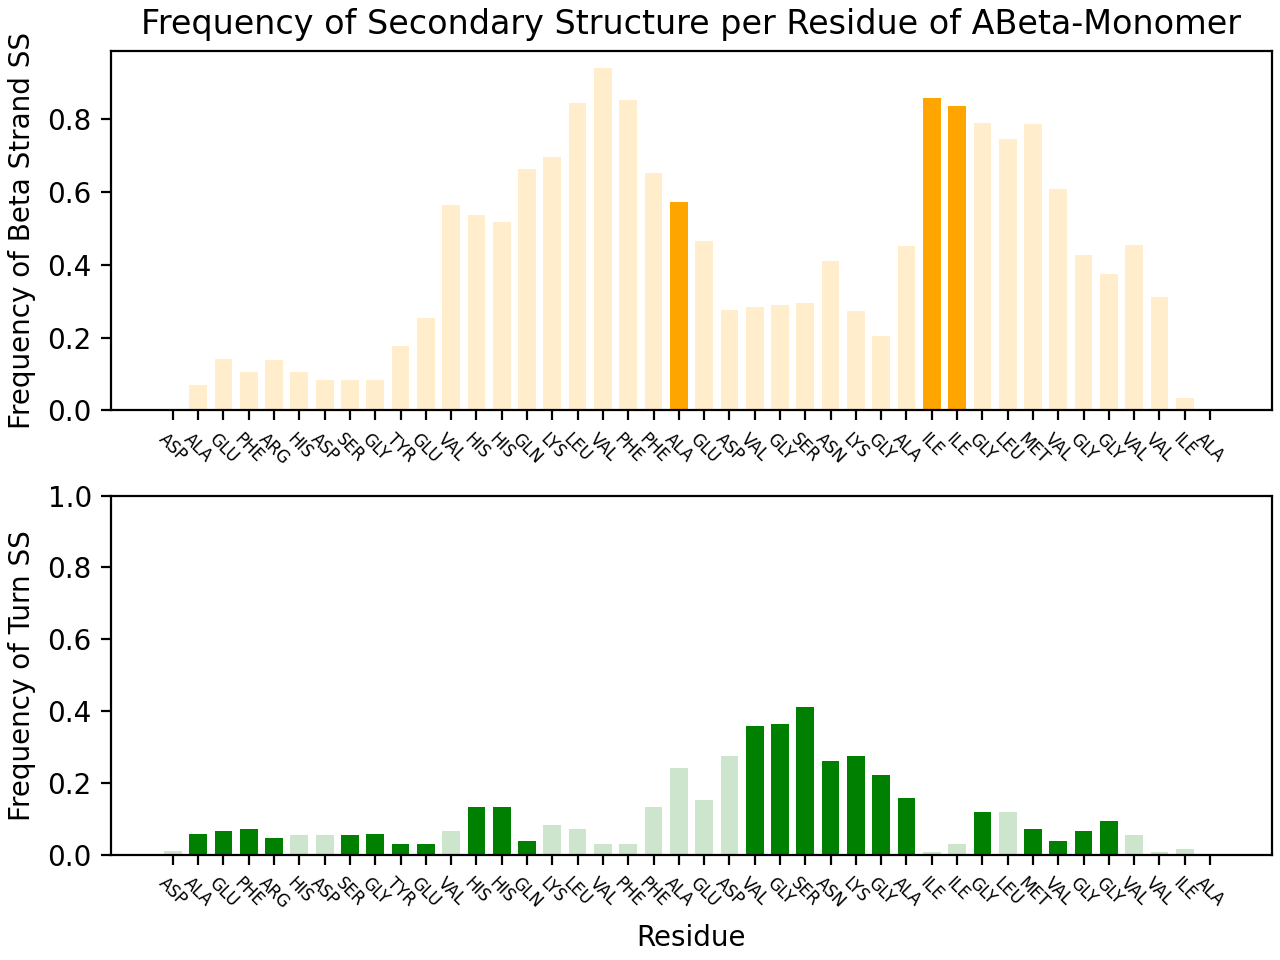 Frequency of Secondary Structure per Residue of ABeta-Monomer
Frequency of Beta Strand SS
0.8
0.6
0.4
0.2
0.0
ASP ALA GLU PHE ARG HIS ASP SER GLY TYR GLU VAL HIS HIS GLN LYS LEU VAL PHE PHE ALA GLU ASP VAL GLY SER ASN LYS GLY ALA ILE ILE GLY LEU MET VAL GLY GLY VAL VAL ILE ALA
Frequency of Turn SS
1.0
0.8
0.6
0.4
0.2
0.0
ASP ALA GLU PHE ARG HIS ASP SER GLY TYR GLU VAL HIS HIS GLN LYS LEU VAL PHE PHE ALA GLU ASP VAL GLY SER ASN LYS GLY ALA ILE ILE GLY LEU MET VAL GLY GLY VAL VAL ILE ALA
Residue